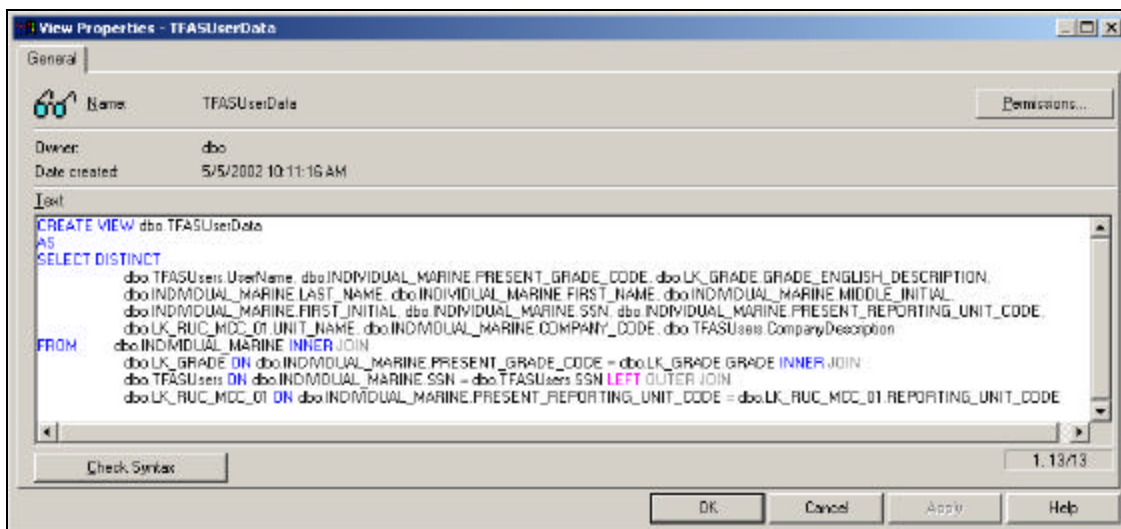 View Properties - TFASUserData
General
Name: TFASUserData Permissions...
Owner: dbo
Date created: 5/5/2002 10:11:16 AM
Text
CREATE VIEW dbo.TFASUserData
AS
SELECT DISTINCT
dbo.TFASUsers.UserName, dbo.INDIVIDUAL_MARINE.PRESENT_GRADE_CODE, dbo.LK_GRADE.GRADE_ENGLISH_DESCRIPTION,
dbo.INDIVIDUAL_MARINE.LAST_NAME, dbo.INDIVIDUAL_MARINE.FIRST_NAME, dbo.INDIVIDUAL_MARINE.MIDDLE_INITIAL,
dbo.INDIVIDUAL_MARINE.FIRST_INITIAL, dbo.INDIVIDUAL_MARINE.SSN, dbo.INDIVIDUAL_MARINE.PRESENT_REPORTING_UNIT_CODE,
dbo.LK_RUC_MCC_01.UNIT_NAME, dbo.INDIVIDUAL_MARINE.COMPANY_CODE, dbo.TFASUsers.CompanyDescription
FROM dbo.INDIVIDUAL_MARINE INNER JOIN
dbo.LK_GRADE ON dbo.INDIVIDUAL_MARINE.PRESENT_GRADE_CODE = dbo.LK_GRADE.GRADE INNER JOIN
dbo.TFASUsers ON dbo.INDIVIDUAL_MARINE.SSN = dbo.TFASUsers.SSN LEFT OUTER JOIN
dbo.LK_RUC_MCC_01 ON dbo.INDIVIDUAL_MARINE.PRESENT_REPORTING_UNIT_CODE = dbo.LK_RUC_MCC_01.REPORTING_UNIT_CODE
Check Syntax 1, 13/13
OK Cancel Apply Help